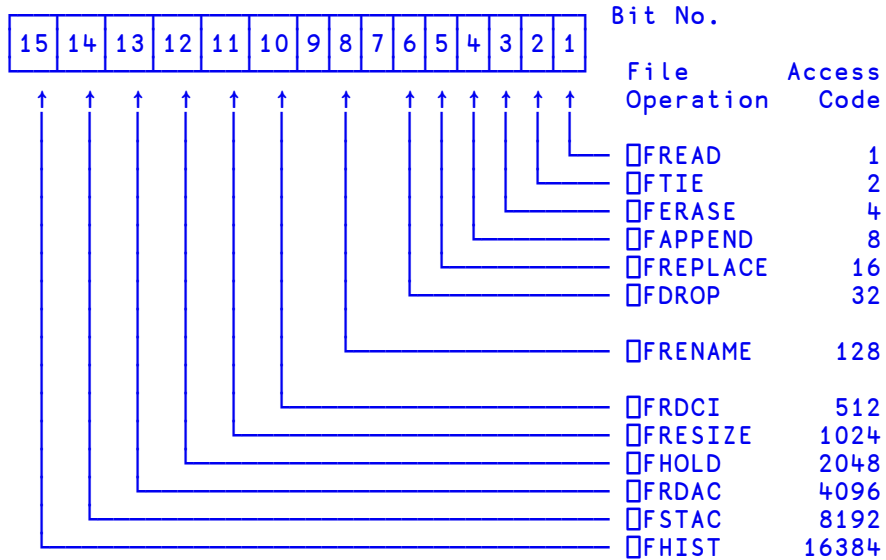 Bit No.
15 14 13 12 11 10 9 8 7 6 5 4 3 2 1
File Access
Operation Code
⎕FREAD 1
⎕FTIE 2
⎕FERASE 4
⎕FAPPEND 8
⎕FREPLACE 16
⎕FDROP 32
⎕FRENAME 128
⎕FRDCI 512
⎕FRESIZE 1024
⎕FHOLD 2048
⎕FRDAC 4096
⎕FSTAC 8192
⎕FHIST 16384